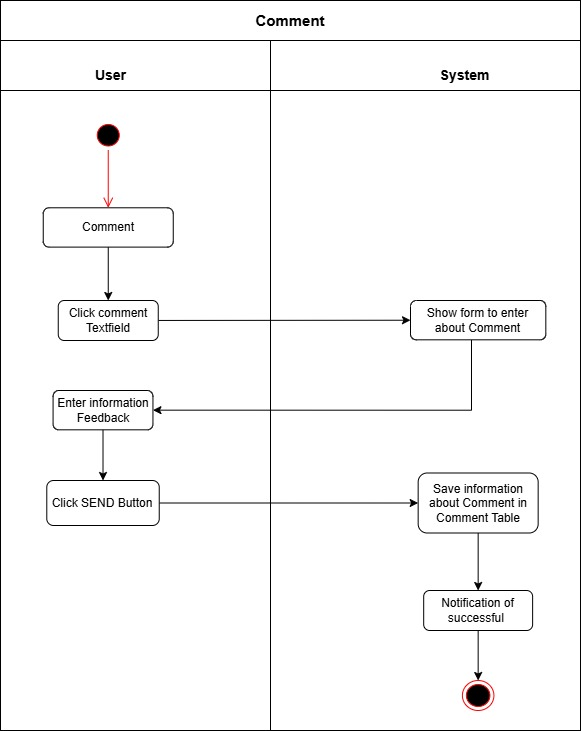 Comment
User
System
Comment
Click comment
Textfield
Show form to enter
about Comment
Enter information
Feedback
Click SEND Button
Save information
about Comment in
Comment Table
Notification of
successful